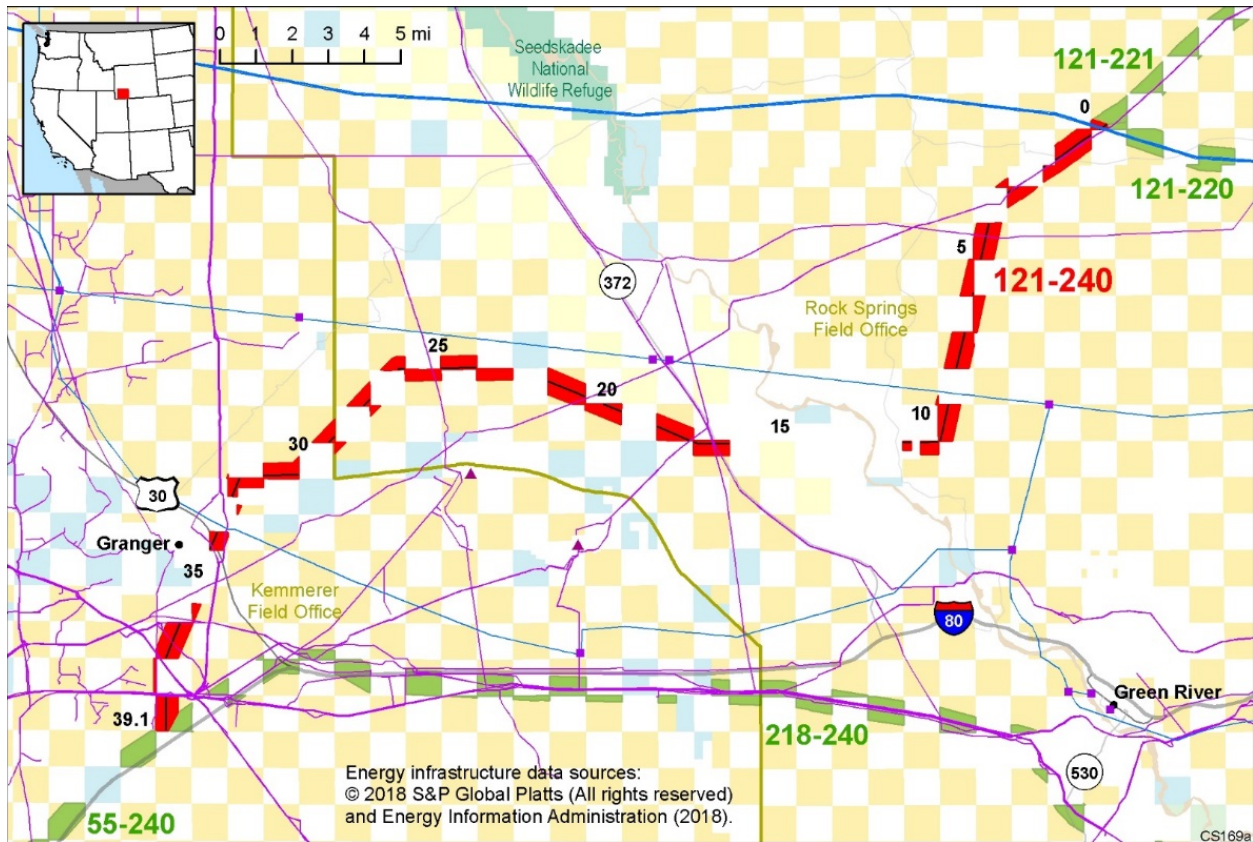 0 1 2 3 4 5 mi
Seedskadee
National
Wildlife Refuge
121-221
0
121-220
5
121-240
372
Rock Springs
Field Office
25
20
15
10
30
30
Granger
35
Kemmerer
Field Office
80
Green River
39.1
218-240
530
Energy infrastructure data sources:
© 2018 S&P Global Platts (All rights reserved)
and Energy Information Administration (2018).
55-240
CS169a